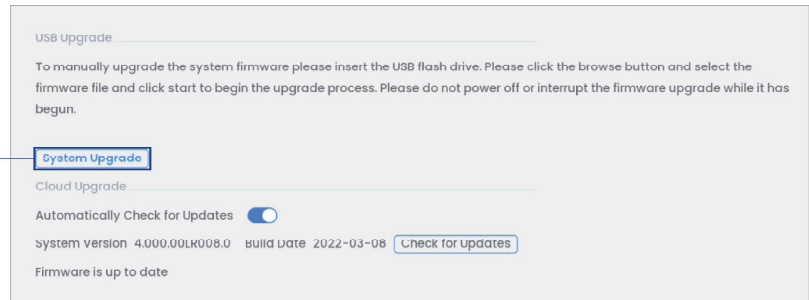 USB Upgrade
To manually upgrade the system firmware please insert the USB flash drive. Please click the browse button and select the
firmware file and click start to begin the upgrade process. Please do not power off or interrupt the firmware upgrade while it has
begun.
System Upgrade
Cloud Upgrade
Automatically Check for Updates
System Version 4.000.00LR008.0 Build Date 2022-03-08 Check for Updates
Firmware is up to date